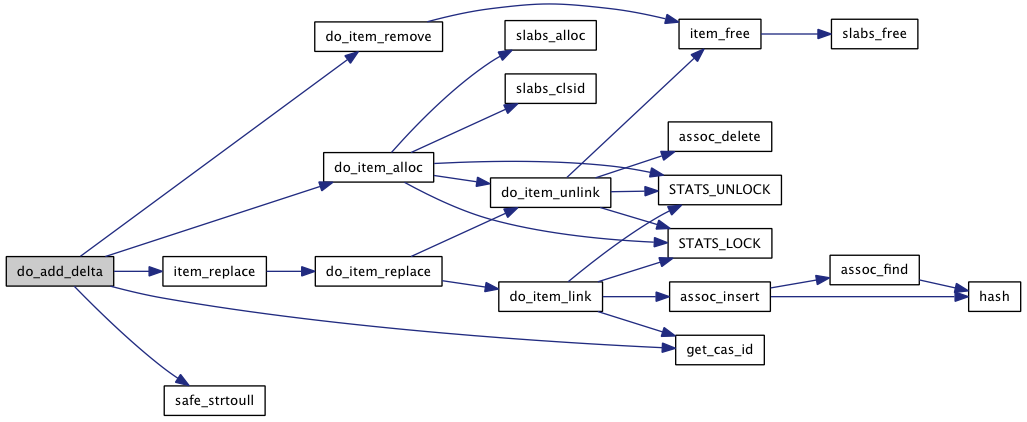 do_item_remove
slabs_alloc
item_free
slabs_free
slabs_clsid
assoc_delete
do_item_alloc
do_item_unlink
STATS_UNLOCK
STATS_LOCK
do_add_delta
item_replace
do_item_replace
assoc_find
do_item_link
assoc_insert
hash
get_cas_id
safe_strtoull